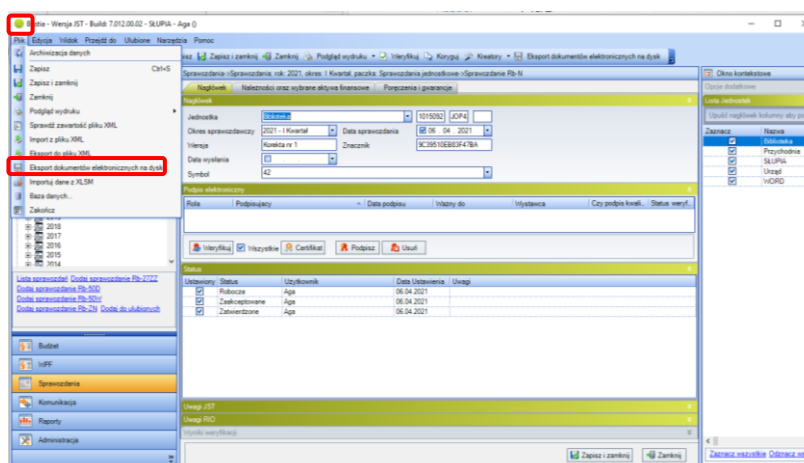 Bestia - Wersja JST - Build: 7.012.00.02 - SŁUPIA - Aga ()
Plik Edycja Widok Przejdź do Ulubione Narzędzia Pomoc
Zapisz i zamknij Zamknij Podgląd wydruku Weryfikuj Koryguj Kreatory Eksport dokumentów elektronicznych na dysk
Archiwizacja danych
Zapisz Ctrl+S
Zapisz i zamknij
Zamknij
Podgląd wydruku
Sprawdź zawartość pliku XML
Import z pliku XML
Eksport do pliku XML
Eksport dokumentów elektronicznych na dysk
Importuj dane z XLSM
Baza danych...
Zakończ
2018
2017
2016
2015
2014
Lista sprawozdań Dodaj sprawozdanie Rb-27ZZ
Dodaj sprawozdanie Rb-50D
Dodaj sprawozdanie Rb-50W
Dodaj sprawozdanie Rb-ZN Dodaj do ulubionych
Budżet
WPF
Sprawozdania
Komunikacja
Raporty
Administracja
Sprawozdania->Sprawozdania; rok: 2021, okres: I Kwartał, paczka: Sprawozdania jednostkowe->Sprawozdanie Rb-N
Nagłówek Należności oraz wybrane aktywa finansowe Poręczenia i gwarancje
Nagłówek
Jednostka Biblioteka 1015092 JOP4
Okres sprawozdawczy 2021 - I Kwartał Data sprawozdania 06 . 04 . 2021
Wersja Korekta nr 1 Znacznik 9C39510EB03F47BA
Data wysłania
Symbol 42
Podpis elektroniczny
Rola Podpisujący Data podpisu Ważny do Wystawca Czy podpis kwali.. Status weryf..
Weryfikuj Wszystkie Certifikat Podpisz Usuń
Status
Ustawiony Status Użytkownik Data Ustawienia Uwagi
Robocze Aga 06.04.2021
Zaakceptowane Aga 06.04.2021
Zatwierdzone Aga 06.04.2021
Uwagi JST
Uwagi RIO
Wyniki weryfikacji
Zapisz i zamknij Zamknij
Okno kontekstowe
Opcje dodatkowe
Lista Jednostek
Upuść nagłówek kolumny aby po
Zaznacz Nazwa
Biblioteka
Przychodnia
SŁUPIA
Urząd
WORD
Zaznacz wszystkie Odznacz ws